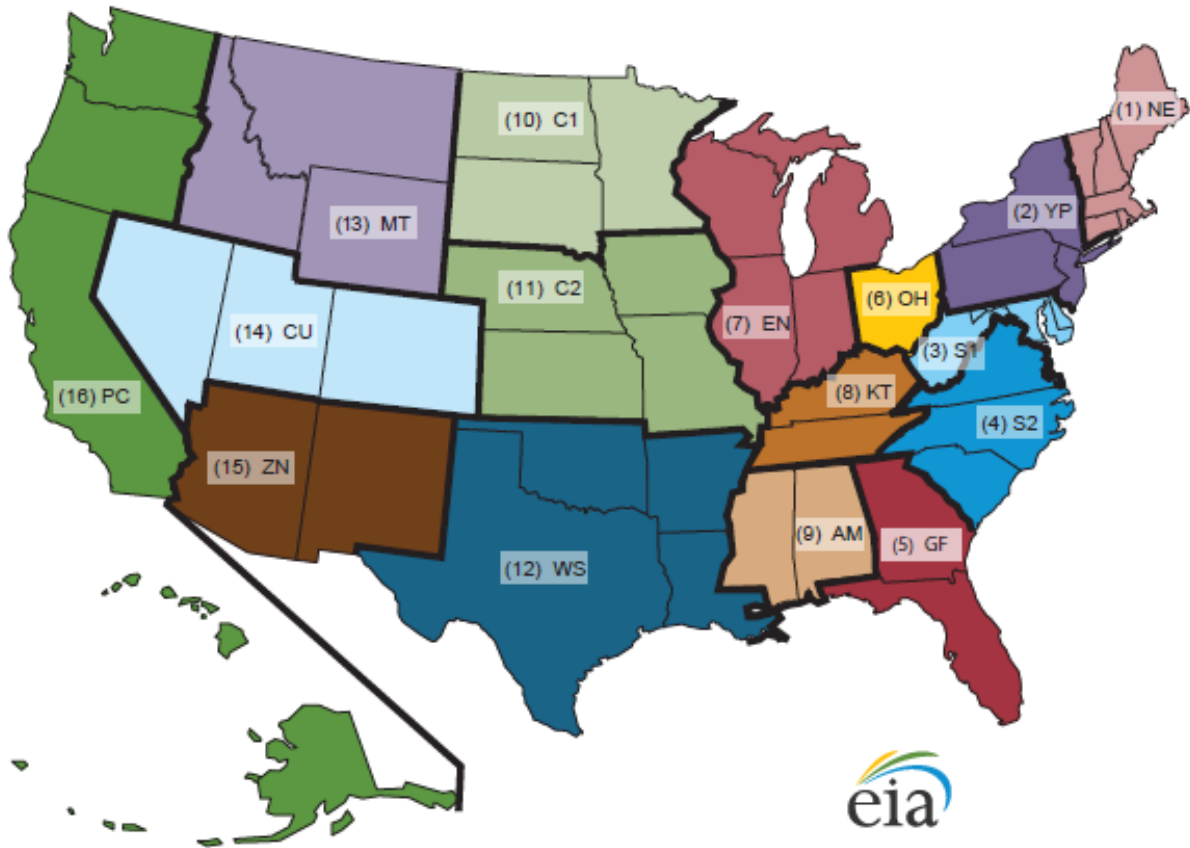 (10) C1
(1) NE
(13) MT
(2) YP
(11) C2
(6) OH
(14) CU
(7) EN
(3) S1
(16) PC
(8) KT
(4) S2
(15) ZN
(9) AM
(5) GF
(12) WS
eia